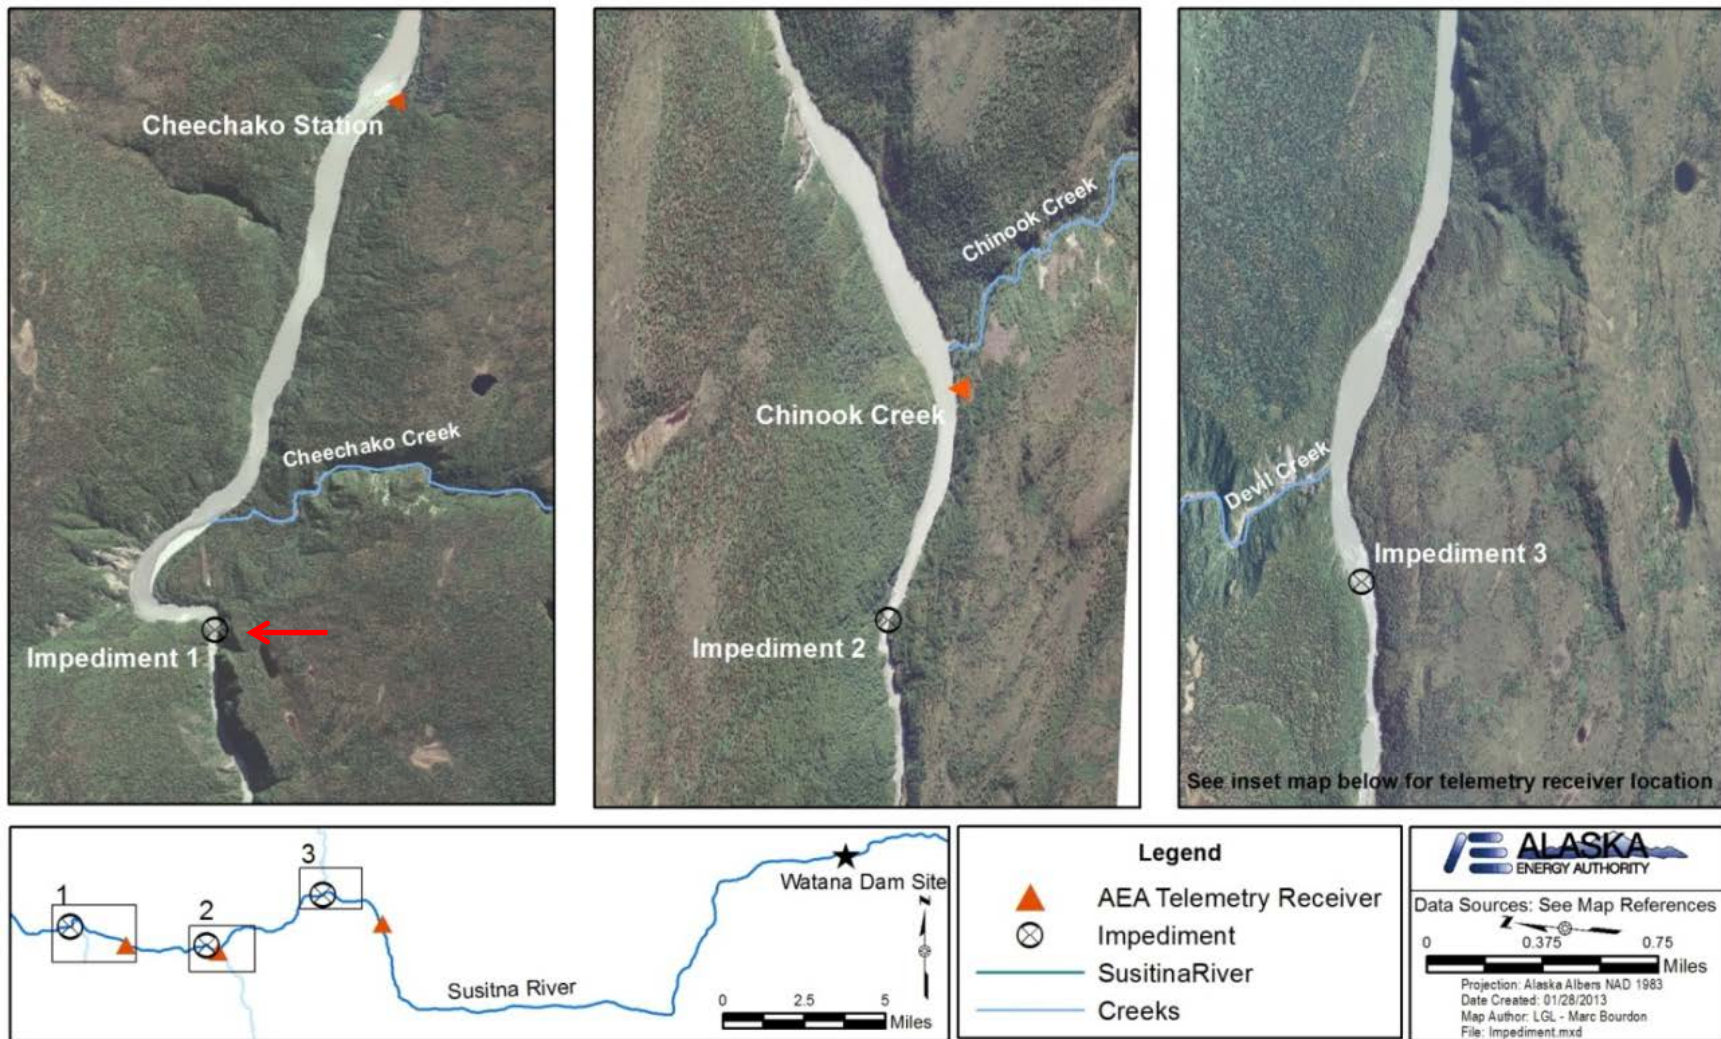 Cheechako Station
Cheechako Creek
Impediment 1
Chinook Creek
Chinook Creek
Impediment 2
Devil Creek
Impediment 3
See inset map below for telemetry receiver location
1
2
3
Watana Dam Site
N
Susitna River
0 2.5 5
Miles
Legend
AEA Telemetry Receiver
Impediment
SusitinaRiver
Creeks
ALASKA
ENERGY AUTHORITY
Data Sources: See Map References
N
0 0.375 0.75
Miles
Projection: Alaska Albers NAD 1983
Date Created: 01/28/2013
Map Author: LGL - Marc Bourdon
File: Impediment.mxd